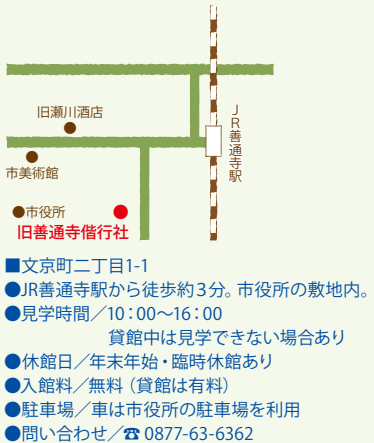 旧瀬川酒店
JR善通寺駅
市美術館
●市役所
旧善通寺偕行社
■文京町二丁目1-1
●JR善通寺駅から徒歩約3分。市役所の敷地内。
●見学時間／10：00〜16：00
貸館中は見学できない場合あり
●休館日／年末年始・臨時休館あり
●入館料／無料（貸館は有料）
●駐車場／車は市役所の駐車場を利用
●問い合わせ／☎ 0877-63-6362